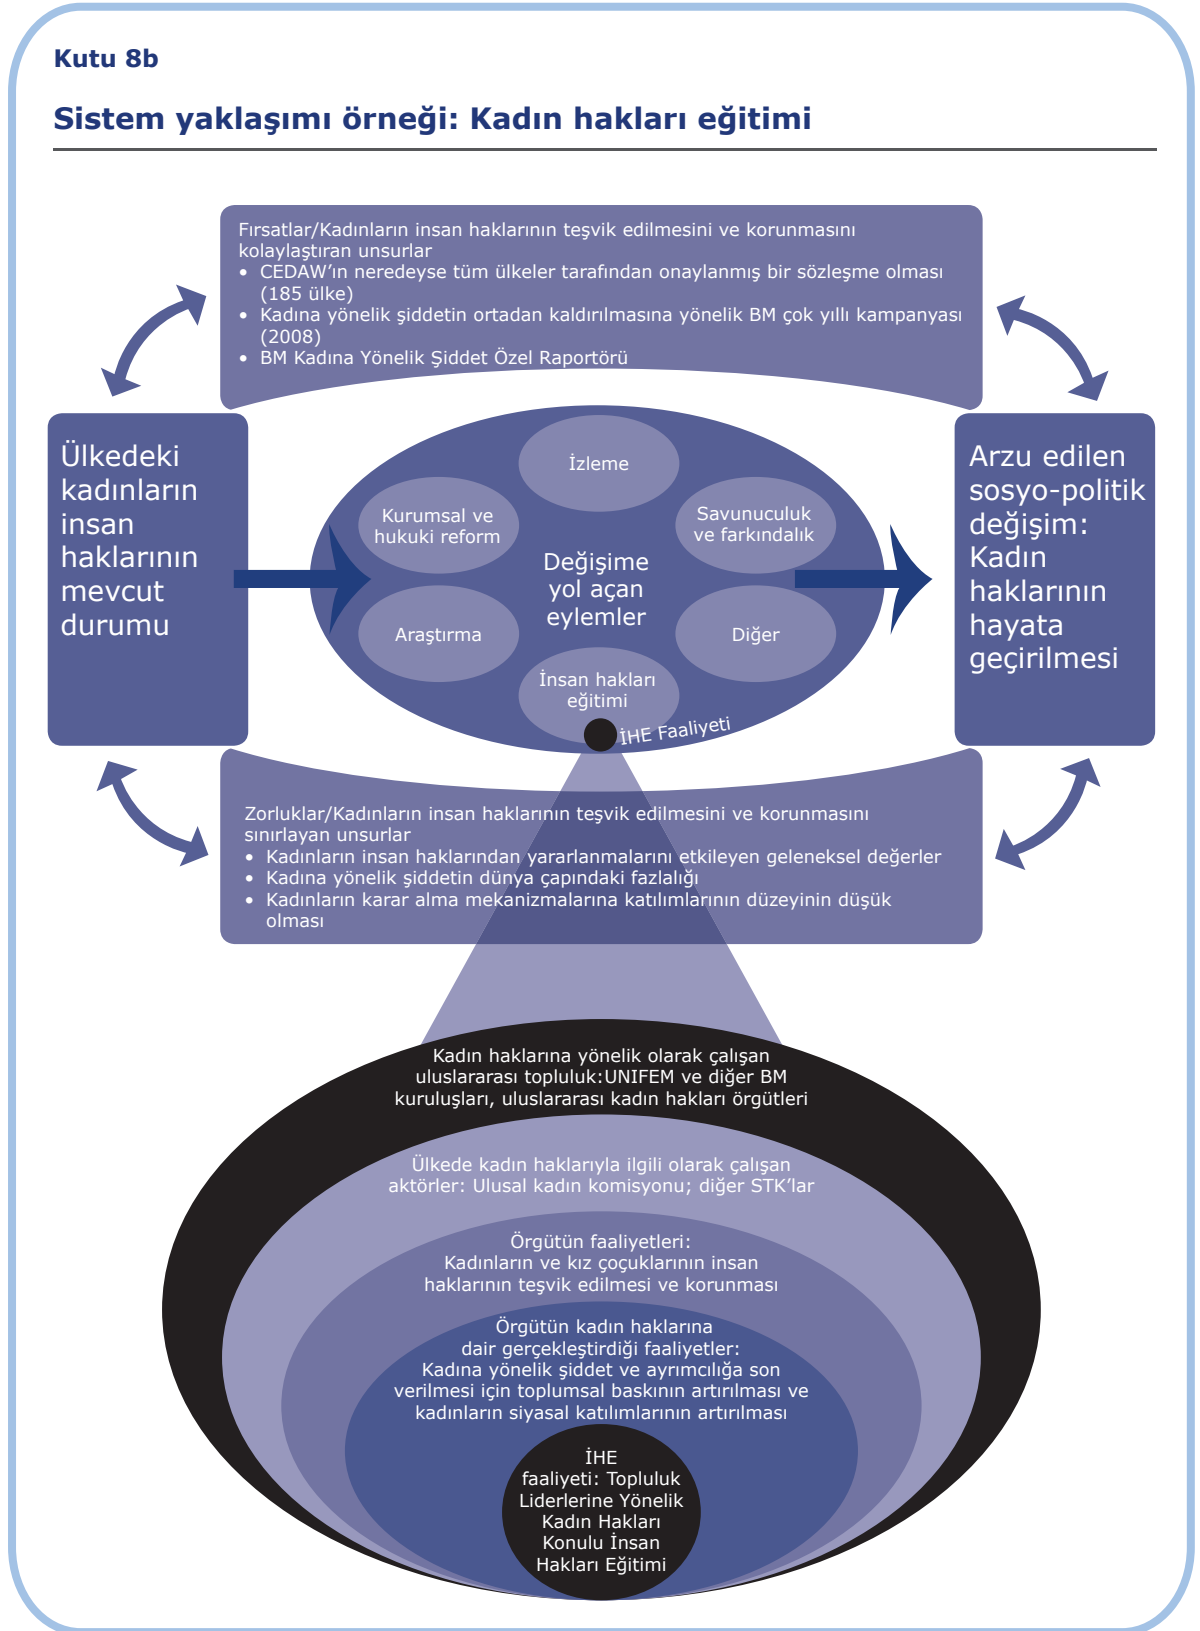 Kutu 8b
Sistem yaklaşımı örneği: Kadın hakları eğitimi
Fırsatlar/Kadınların insan haklarının teşvik edilmesini ve korunmasını
kolaylaştıran unsurlar
• CEDAW’ın neredeyse tüm ülkeler tarafından onaylanmış bir sözleşme olması
(185 ülke)
• Kadına yönelik şiddetin ortadan kaldırılmasına yönelik BM çok yıllı kampanyası
(2008)
• BM Kadına Yönelik Şiddet Özel Raportörü
Ülkedeki
kadınların
insan
haklarının
mevcut
durumu
İzleme
Kurumsal ve
hukuki reform
Savunuculuk
ve farkındalık
Değişime
yol açan
eylemler
Araştırma
Diğer
İnsan hakları
eğitimi
İHE Faaliyeti
Arzu edilen
sosyo-politik
değişim:
Kadın
haklarının
hayata
geçirilmesi
Zorluklar/Kadınların insan haklarının teşvik edilmesini ve korunmasını
sınırlayan unsurlar
• Kadınların insan haklarından yararlanmalarını etkileyen geleneksel değerler
• Kadına yönelik şiddetin dünya çapındaki fazlalığı
• Kadınların karar alma mekanizmalarına katılımlarının düzeyinin düşük
olması
Kadın haklarına yönelik olarak çalışan
uluslararası topluluk:UNIFEM ve diğer BM
kuruluşları, uluslararası kadın hakları örgütleri
Ülkede kadın haklarıyla ilgili olarak çalışan
aktörler: Ulusal kadın komisyonu; diğer STK’lar
Örgütün faaliyetleri:
Kadınların ve kız çoçuklarının insan
haklarının teşvik edilmesi ve korunması
Örgütün kadın haklarına
dair gerçekleştirdiği faaliyetler:
Kadına yönelik şiddet ve ayrımcılığa son
verilmesi için toplumsal baskının artırılması ve
kadınların siyasal katılımlarının artırılması
İHE
faaliyeti: Topluluk
Liderlerine Yönelik
Kadın Hakları
Konulu İnsan
Hakları Eğitimi